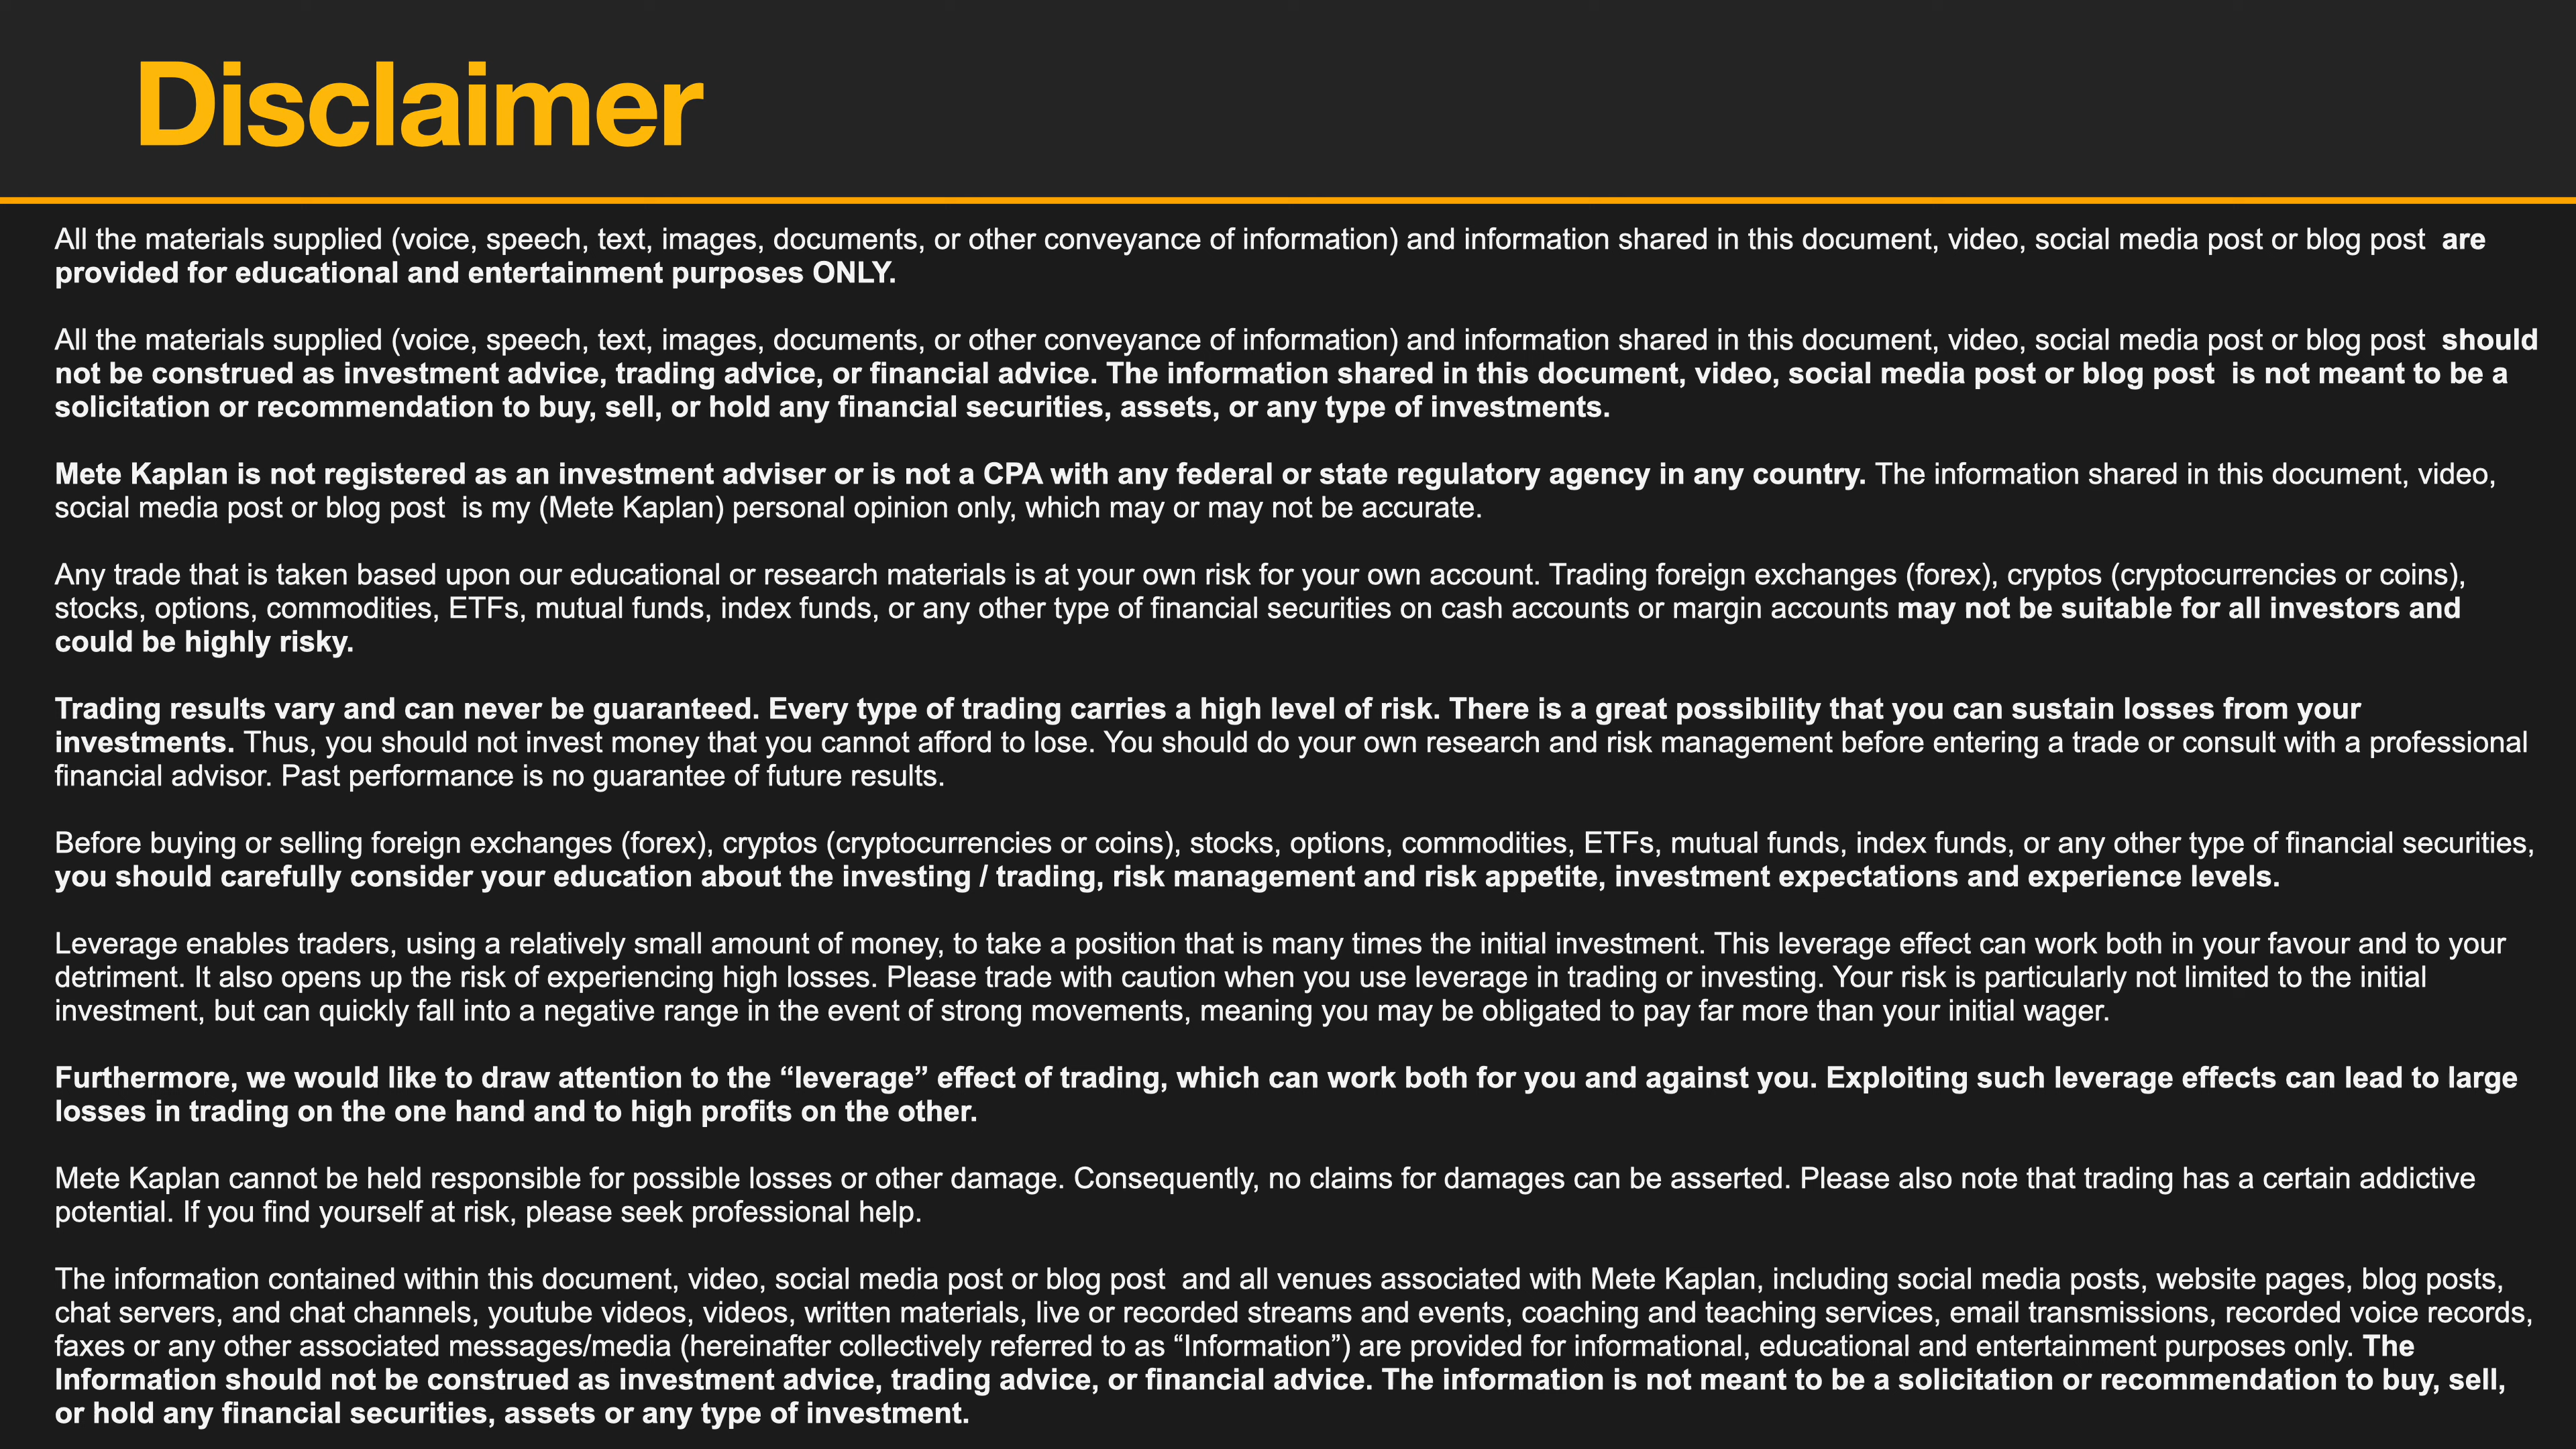 Disclaimer
All the materials supplied (voice, speech, text, images, documents, or other conveyance of information) and information shared in this document, video, social media post or blog post  are
provided for educational and entertainment purposes ONLY.
All the materials supplied (voice, speech, text, images, documents, or other conveyance of information) and information shared in this document, video, social media post or blog post  should
not be construed as investment advice, trading advice, or financial advice. The information shared in this document, video, social media post or blog post  is not meant to be a
solicitation or recommendation to buy, sell, or hold any financial securities, assets, or any type of investments.
Mete Kaplan is not registered as an investment adviser or is not a CPA with any federal or state regulatory agency in any country. The information shared in this document, video,
social media post or blog post  is my (Mete Kaplan) personal opinion only, which may or may not be accurate.
Any trade that is taken based upon our educational or research materials is at your own risk for your own account. Trading foreign exchanges (forex), cryptos (cryptocurrencies or coins),
stocks, options, commodities, ETFs, mutual funds, index funds, or any other type of financial securities on cash accounts or margin accounts may not be suitable for all investors and
could be highly risky.
Trading results vary and can never be guaranteed. Every type of trading carries a high level of risk. There is a great possibility that you can sustain losses from your
investments. Thus, you should not invest money that you cannot afford to lose. You should do your own research and risk management before entering a trade or consult with a professional
financial advisor. Past performance is no guarantee of future results.
Before buying or selling foreign exchanges (forex), cryptos (cryptocurrencies or coins), stocks, options, commodities, ETFs, mutual funds, index funds, or any other type of financial securities,
you should carefully consider your education about the investing / trading, risk management and risk appetite, investment expectations and experience levels.
Leverage enables traders, using a relatively small amount of money, to take a position that is many times the initial investment. This leverage effect can work both in your favour and to your
detriment. It also opens up the risk of experiencing high losses. Please trade with caution when you use leverage in trading or investing. Your risk is particularly not limited to the initial
investment, but can quickly fall into a negative range in the event of strong movements, meaning you may be obligated to pay far more than your initial wager.
Furthermore, we would like to draw attention to the “leverage” effect of trading, which can work both for you and against you. Exploiting such leverage effects can lead to large
losses in trading on the one hand and to high profits on the other.
Mete Kaplan cannot be held responsible for possible losses or other damage. Consequently, no claims for damages can be asserted. Please also note that trading has a certain addictive
potential. If you find yourself at risk, please seek professional help.
The information contained within this document, video, social media post or blog post  and all venues associated with Mete Kaplan, including social media posts, website pages, blog posts,
chat servers, and chat channels, youtube videos, videos, written materials, live or recorded streams and events, coaching and teaching services, email transmissions, recorded voice records,
faxes or any other associated messages/media (hereinafter collectively referred to as “Information”) are provided for informational, educational and entertainment purposes only. The
Information should not be construed as investment advice, trading advice, or financial advice. The information is not meant to be a solicitation or recommendation to buy, sell,
or hold any financial securities, assets or any type of investment.